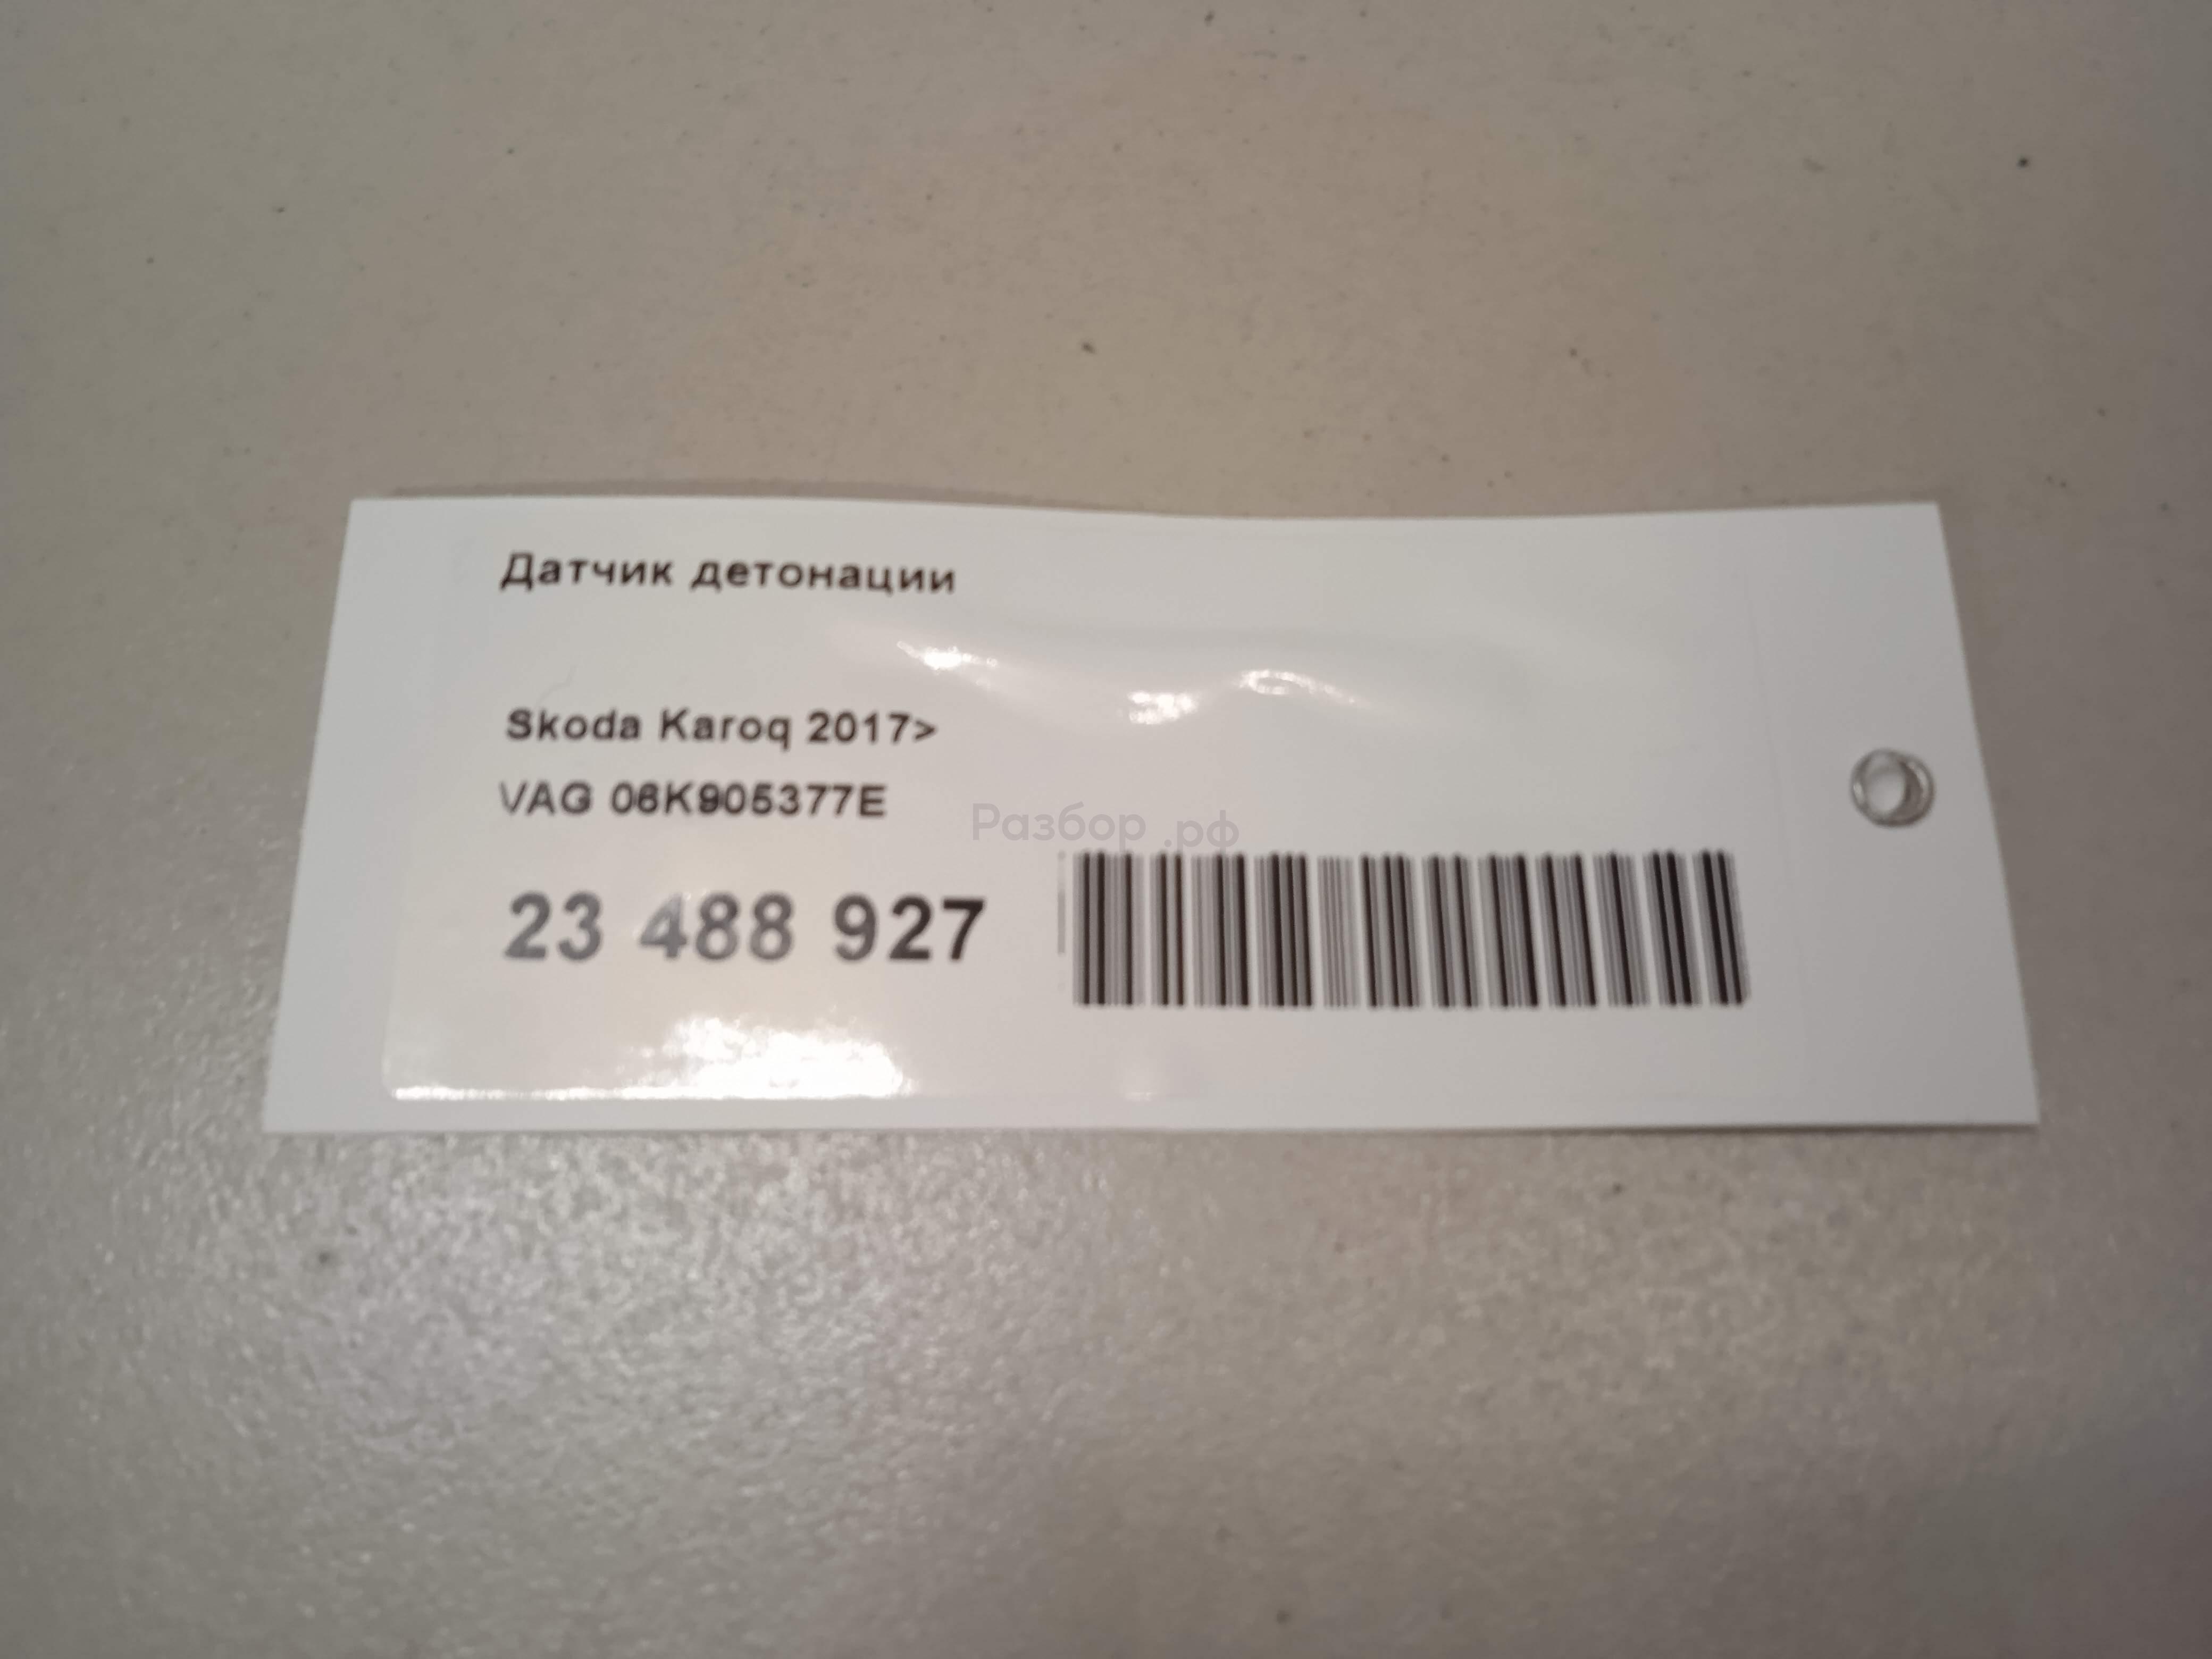 Датчик детонации
Skoda Karoq 2017>
VAG 06K905377E
Разбор.рф
23 488 927